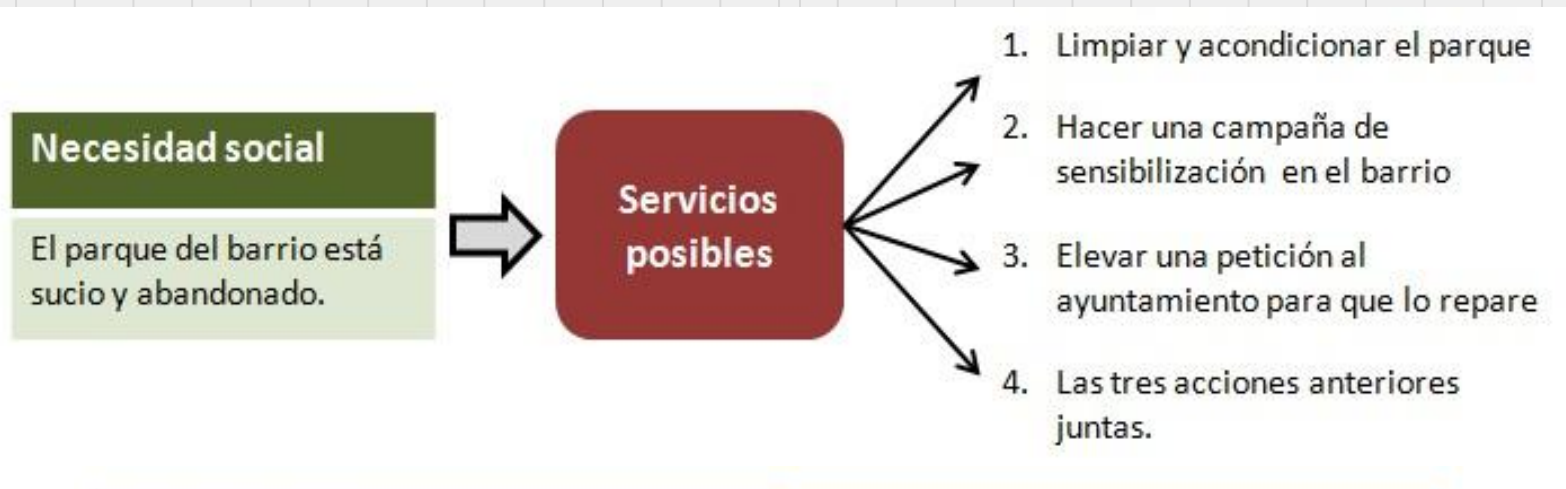 Necesidad social
El parque del barrio está
sucio y abandonado.
Servicios
posibles
1. Limpiar y acondicionar el parque
2. Hacer una campaña de
sensibilización en el barrio
3. Elevar una petición al
ayuntamiento para que lo repare
4. Las tres acciones anteriores
juntas.